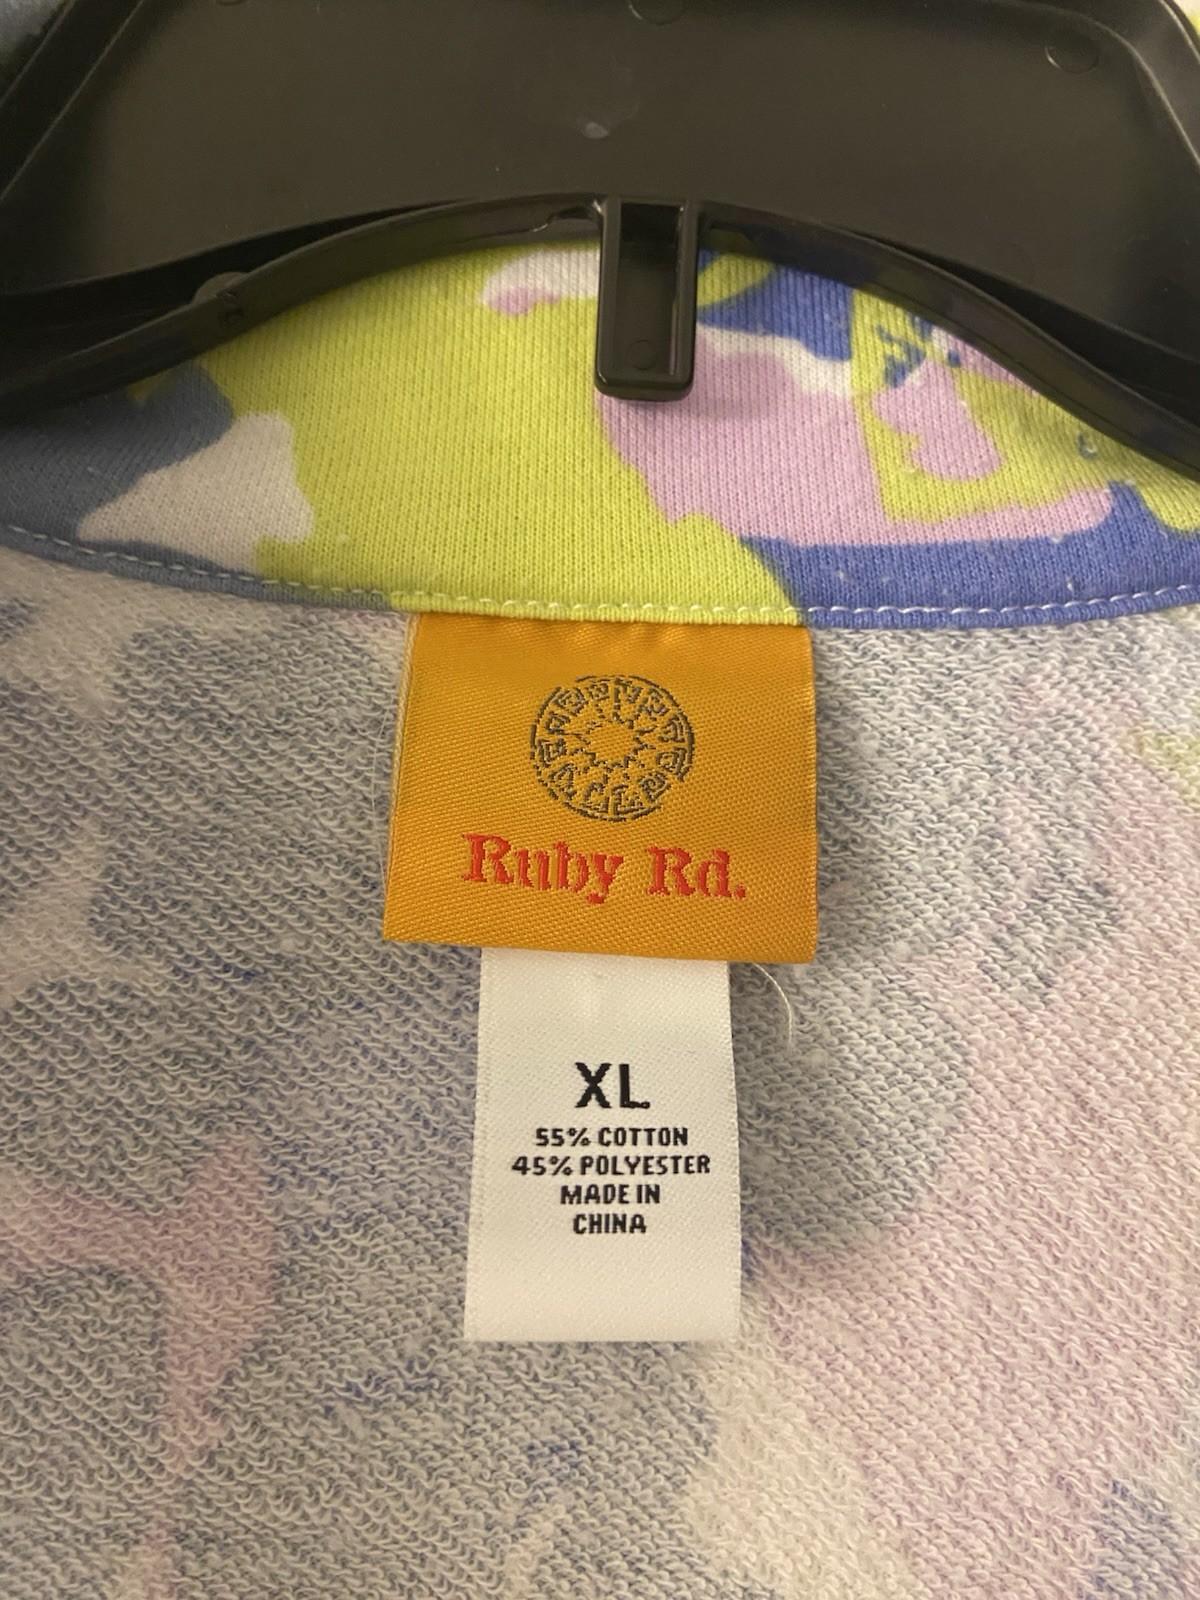 Ruby Rd.
XL
55% COTTON
45% POLYESTER
MADE IN
CHINA